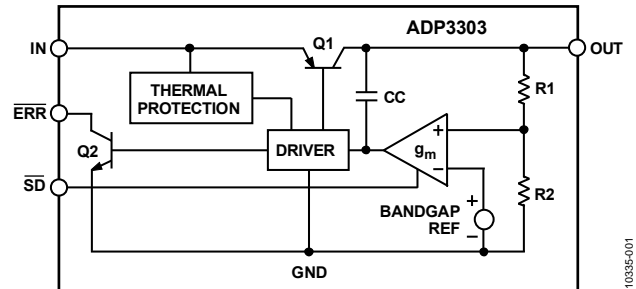 ADP3303
Q1
IN
OUT
THERMAL
PROTECTION
CC
R1
ERR
Q2
DRIVER
gm
+
−
SD
R2
BANDGAP
REF
+
−
GND
10335-001